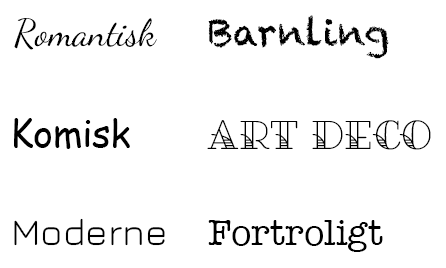 Romantisk
Barnling
Komisk
ART DECO
Moderne
Fortroligt